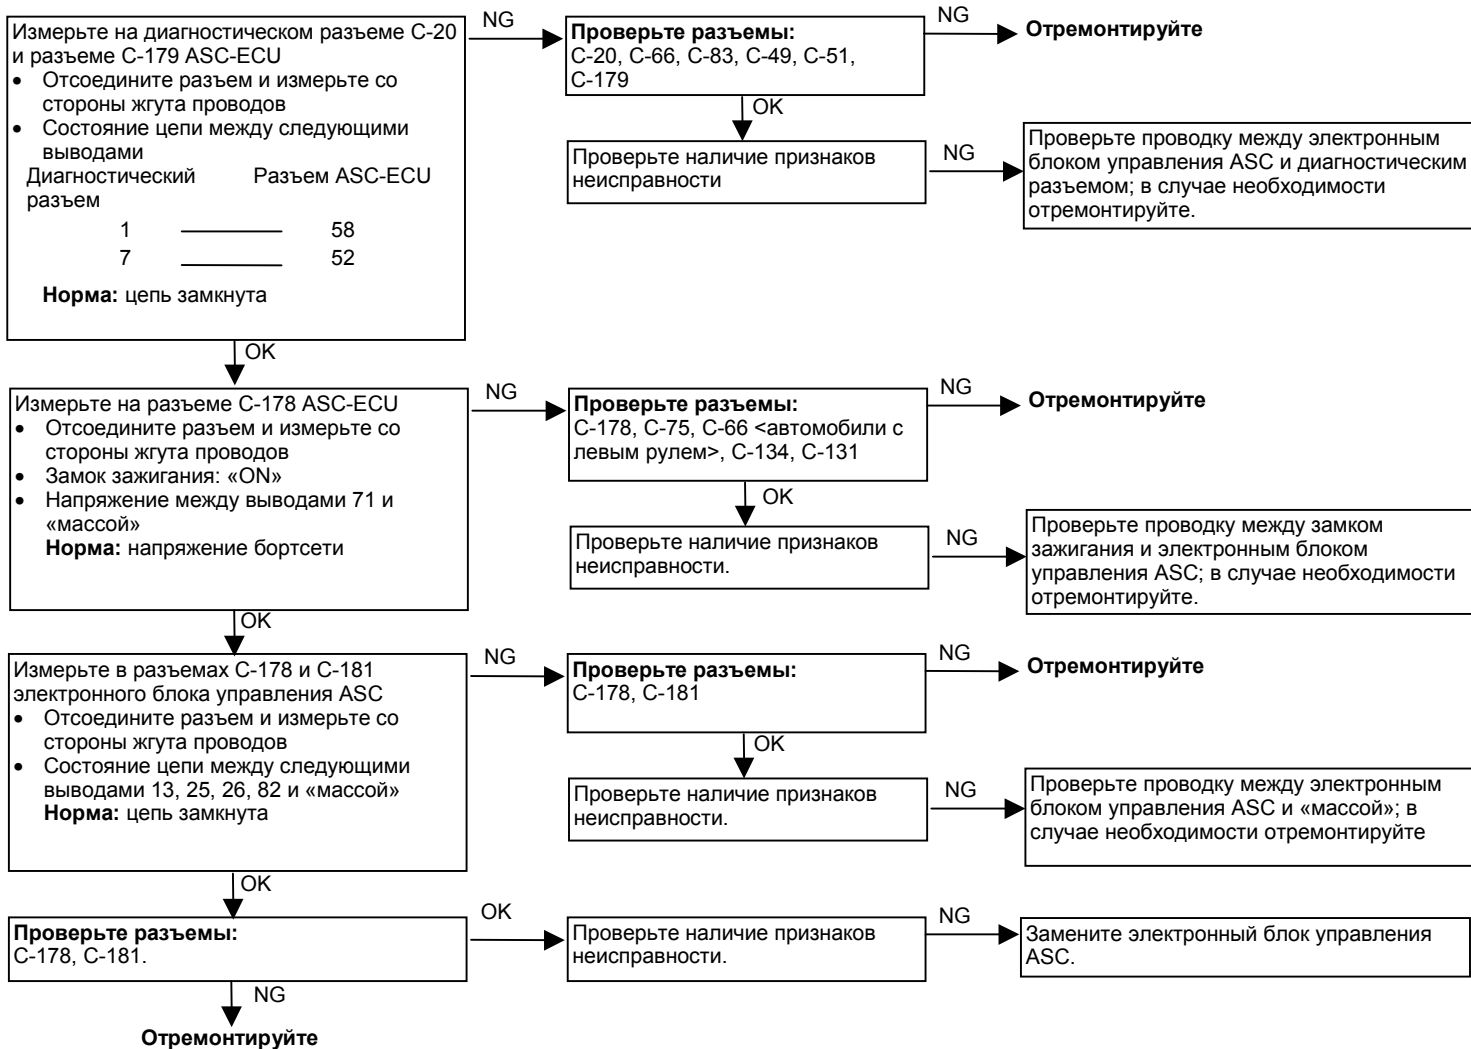 Измерьте на диагностическом разъеме С-20
и разъеме С-179 ASC-ECU
• Отсоедините разъем и измерьте со
стороны жгута проводов
• Состояние цепи между следующими
выводами
Диагностический Разъем ASC-ECU
разъем
1 58
7 52
Норма: цепь замкнута
NG
Проверьте разъемы:
С-20, С-66, С-83, С-49, С-51,
С-179
NG
Отремонтируйте
OK
Проверьте наличие признаков
неисправности
NG
Проверьте проводку между электронным
блоком управления ASC и диагностическим
разъемом; в случае необходимости
отремонтируйте.
OK
Измерьте на разъеме С-178 ASC-ECU
• Отсоедините разъем и измерьте со
стороны жгута проводов
• Замок зажигания: «ON»
• Напряжение между выводами 71 и
«массой»
Норма: напряжение бортсети
NG
Проверьте разъемы:
С-178, С-75, С-66 <автомобили с
левым рулем>, С-134, С-131
NG
Отремонтируйте
OK
Проверьте наличие признаков
неисправности.
NG
Проверьте проводку между замком
зажигания и электронным блоком
управления ASC; в случае необходимости
отремонтируйте.
OK
Измерьте в разъемах С-178 и С-181
электронного блока управления ASC
• Отсоедините разъем и измерьте со
стороны жгута проводов
• Состояние цепи между следующими
выводами 13, 25, 26, 82 и «массой»
Норма: цепь замкнута
NG
Проверьте разъемы:
С-178, С-181
NG
Отремонтируйте
OK
Проверьте наличие признаков
неисправности.
NG
Проверьте проводку между электронным
блоком управления ASC и «массой»; в
случае необходимости отремонтируйте
OK
Проверьте разъемы:
С-178, С-181.
OK
Проверьте наличие признаков
неисправности.
NG
Замените электронный блок управления
ASC.
NG
Отремонтируйте